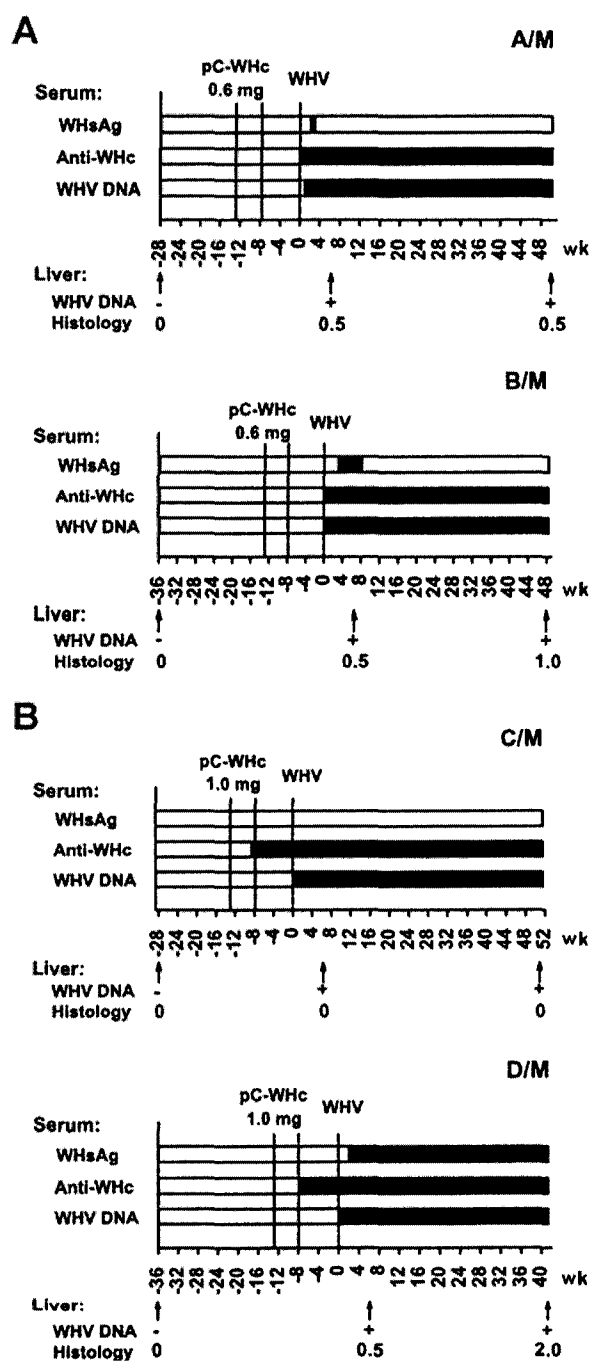 A
A/M
pC-WHc
0.6 mg
WHV
Serum:
WHsAg
Anti-WHc
WHV DNA
-28 -24 -20 -16 -12 -8 -4 0 4 8 12 16 20 24 28 32 36 40 44 48 wk
Liver:
WHV DNA - + +
Histology 0 0.5 0.5
B/M
pC-WHc
0.6 mg
WHV
Serum:
WHsAg
Anti-WHc
WHV DNA
-36 -32 -28 -24 -20 -16 -12 -8 -4 0 4 8 12 16 20 24 28 32 36 40 44 48 wk
Liver:
WHV DNA - + +
Histology 0 0.5 1.0
B
C/M
pC-WHc
1.0 mg
WHV
Serum:
WHsAg
Anti-WHc
WHV DNA
-28 -24 -20 -16 -12 -8 -4 0 4 8 12 16 20 24 28 32 36 40 44 48 52 wk
Liver:
WHV DNA - + +
Histology 0 0 0
D/M
pC-WHc
1.0 mg
WHV
Serum:
WHsAg
Anti-WHc
WHV DNA
-36 -32 -28 -24 -20 -16 -12 -8 -4 0 4 8 12 16 20 24 28 32 36 40 wk
Liver:
WHV DNA - + +
Histology 0 0.5 2.0